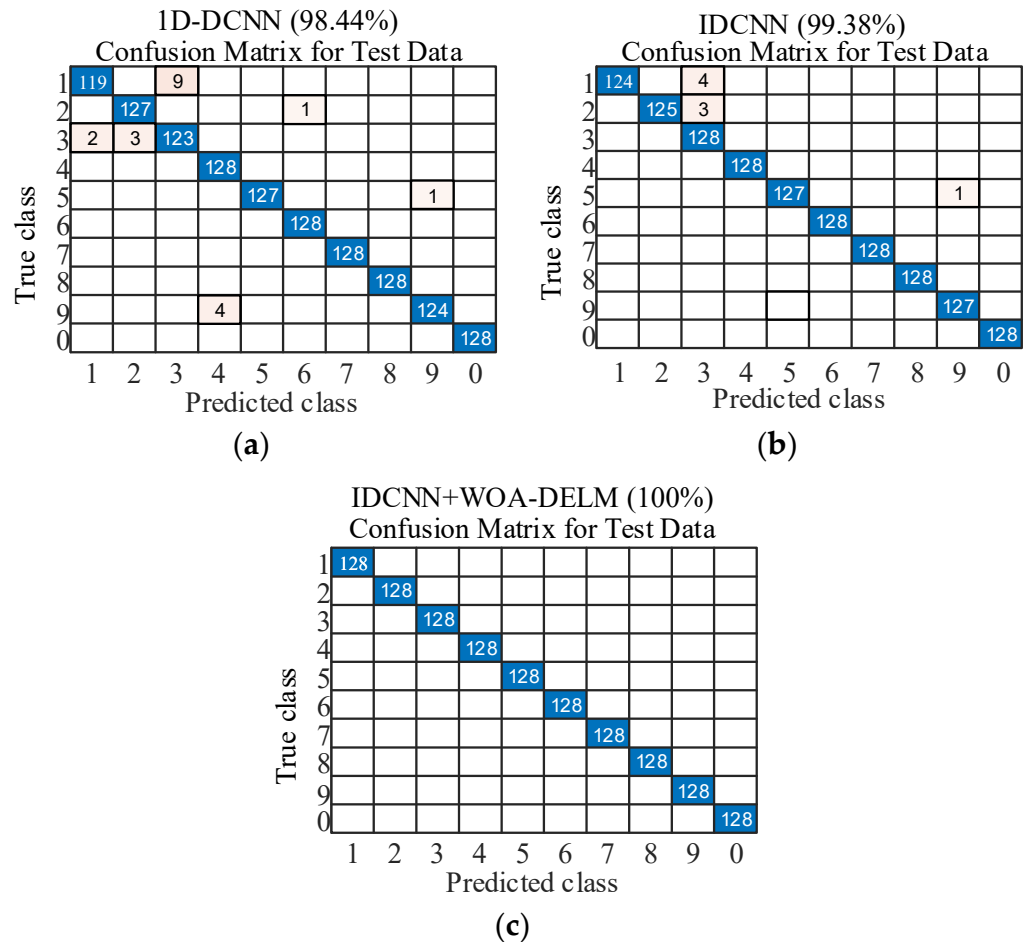 1D-DCNN (98.44%)
Confusion Matrix for Test Data
True class
1 119 9
2 127 1
3 2 3 123
4 128
5 127 1
6 128
7 128
8 128
9 4 124
0 128
1 2 3 4 5 6 7 8 9 0
Predicted class
(a)
IDCNN (99.38%)
Confusion Matrix for Test Data
True class
1 124 4
2 125 3
3 128
4 128
5 127 1
6 128
7 128
8 128
9 127
0 128
1 2 3 4 5 6 7 8 9 0
Predicted class
(b)
IDCNN+WOA-DELM (100%)
Confusion Matrix for Test Data
True class
1 128
2 128
3 128
4 128
5 128
6 128
7 128
8 128
9 128
0 128
1 2 3 4 5 6 7 8 9 0
Predicted class
(c)